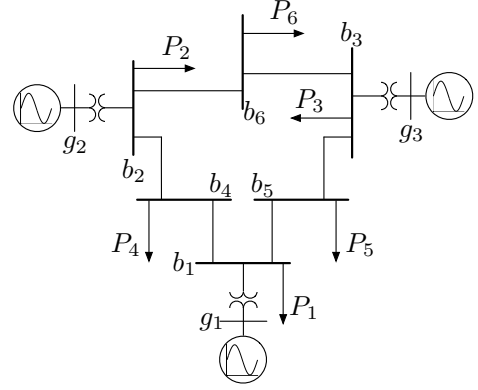 P₆
b₃
P₂
P₃
b₆
g₂
g₃
b₂
b₄
b₅
P₄
P₅
b₁
g₁
P₁